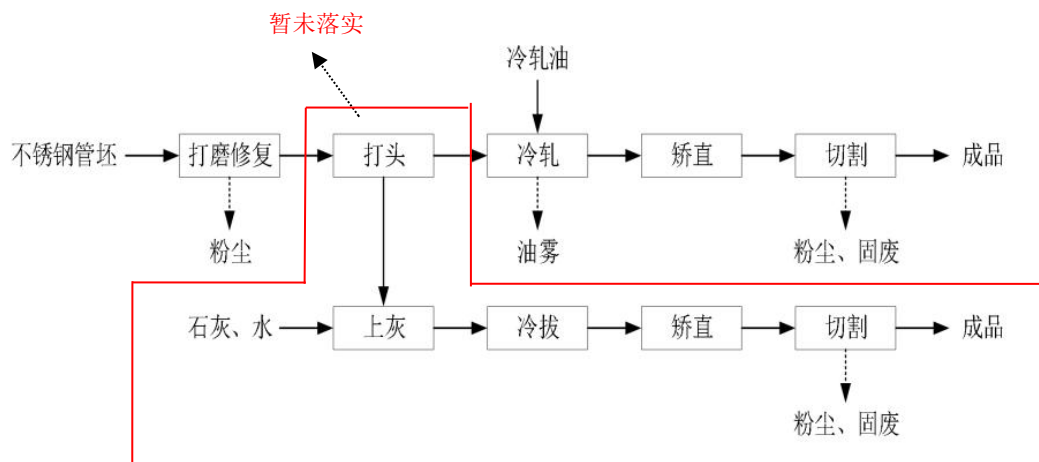 暂未落实
冷轧油
不锈钢管坯 打磨修复 打头 冷轧 矫直 切割 成品
粉尘 油雾 粉尘、固废
石灰、水 上灰 冷拔 矫直 切割 成品
粉尘、固废